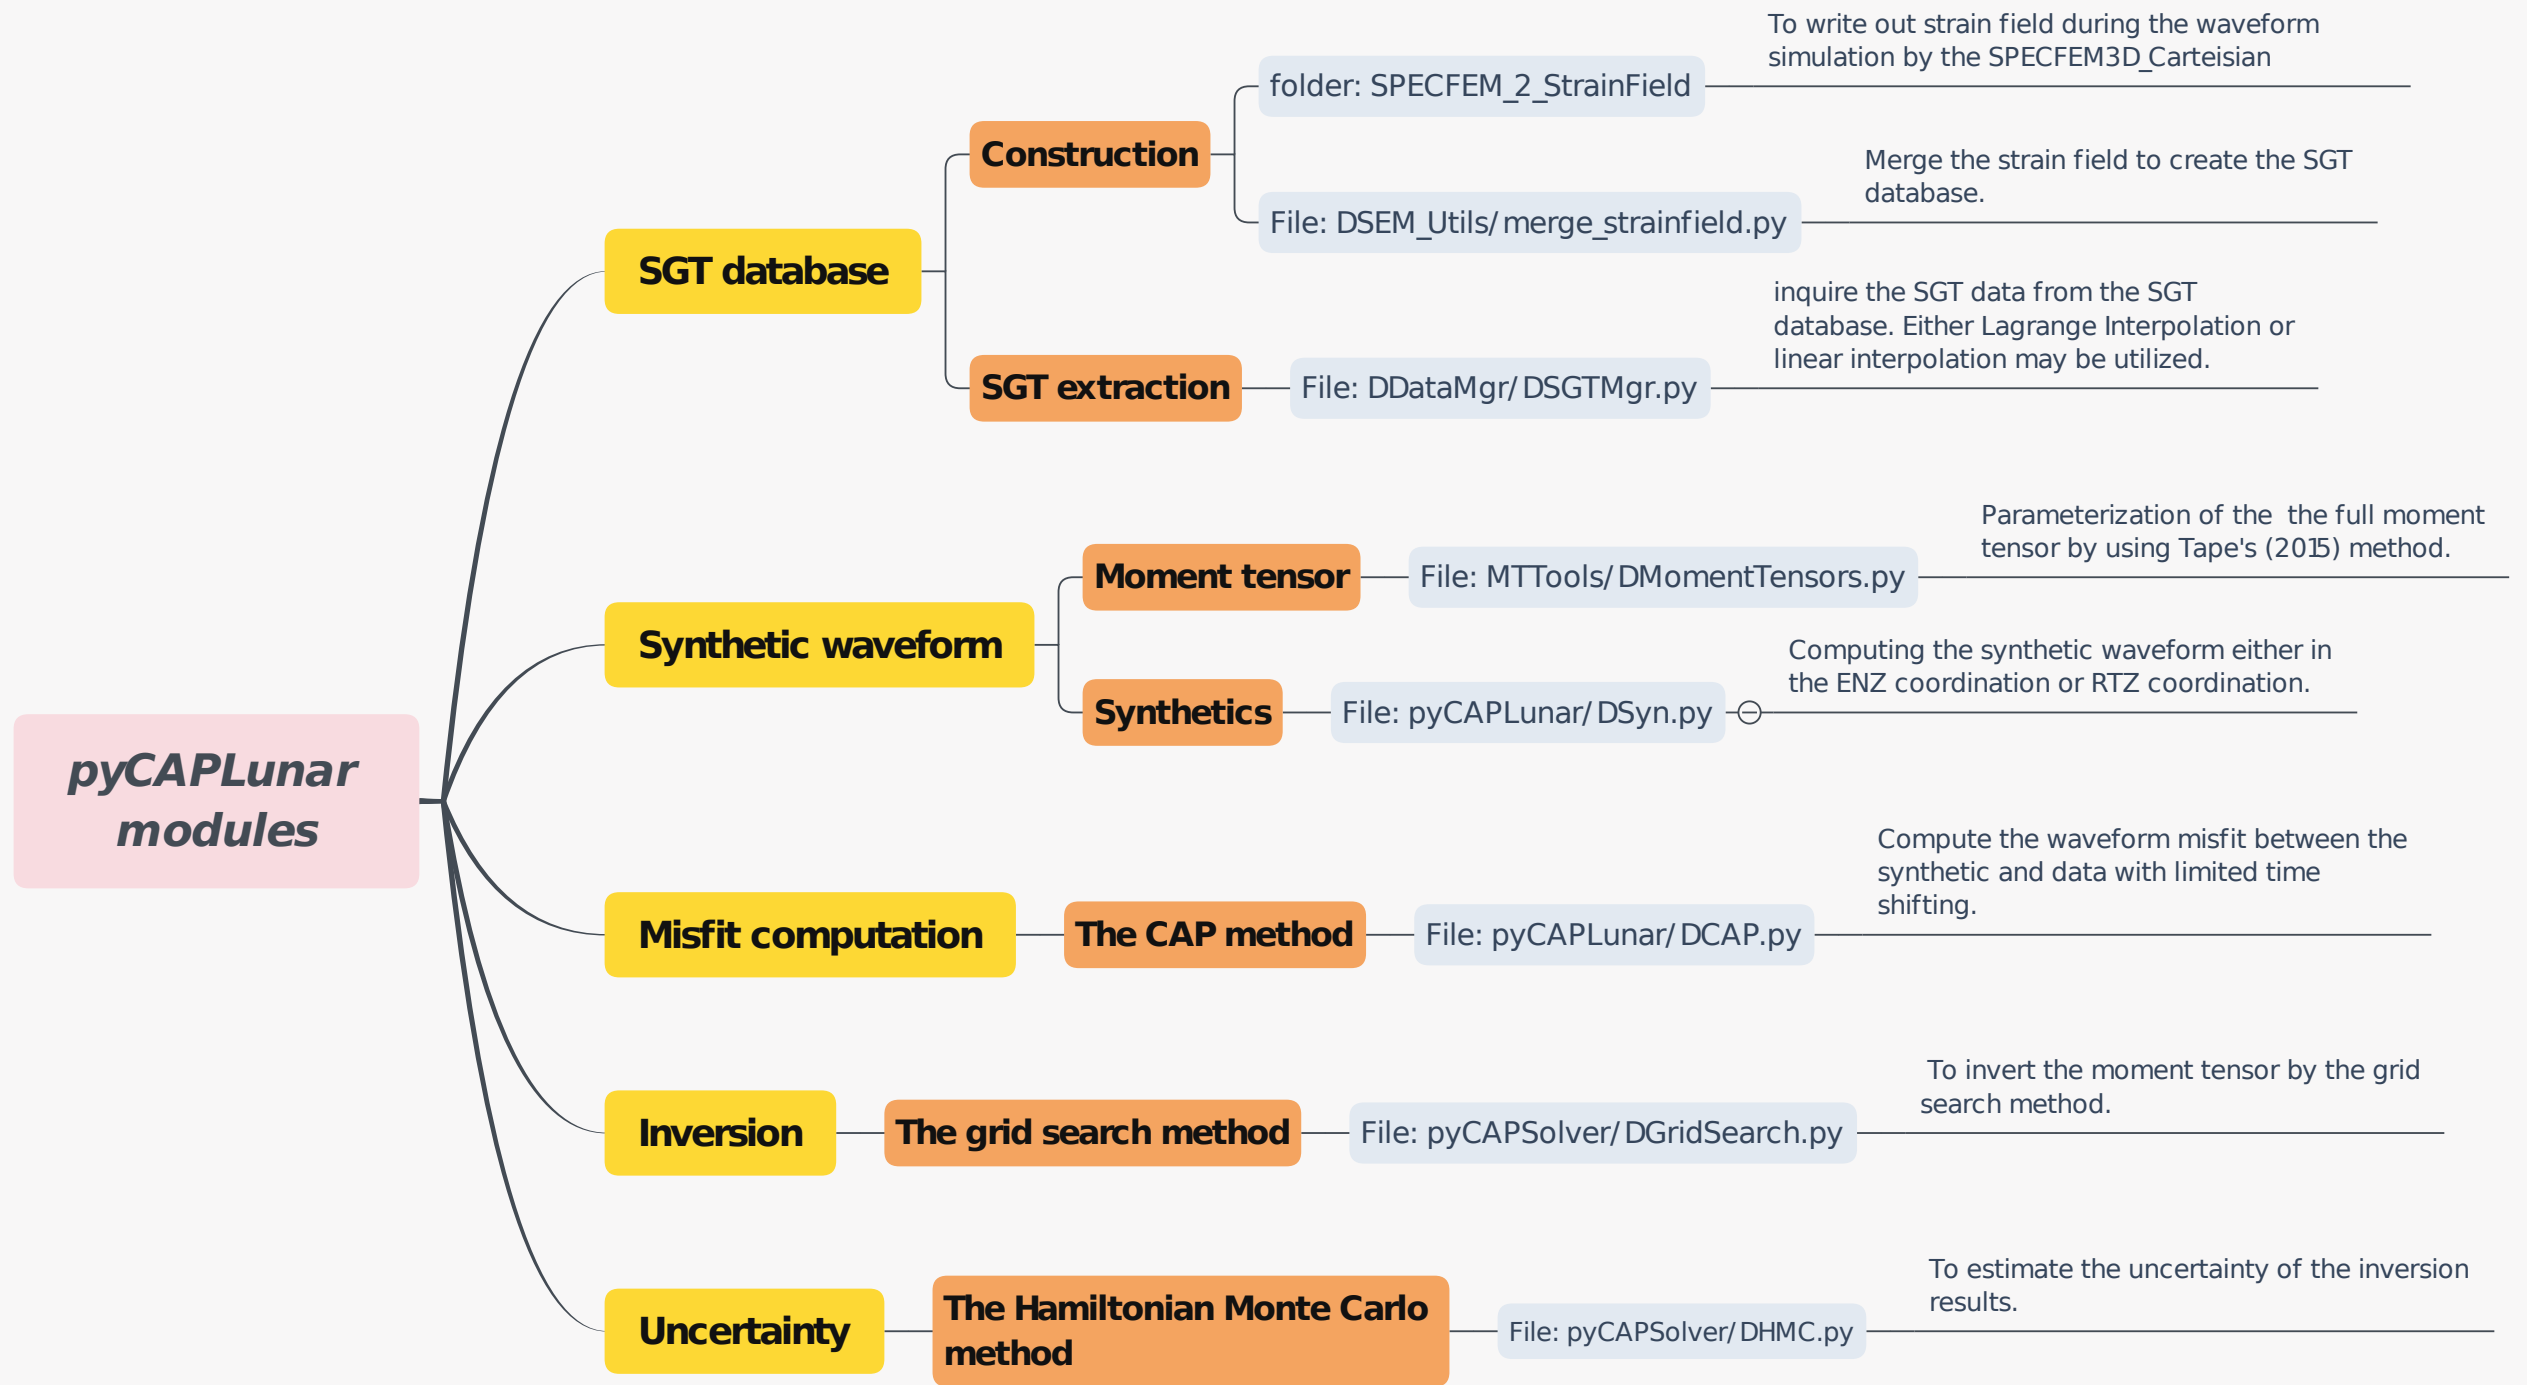 pyCAPLunar
modules
SGT database
Construction
folder: SPECFEM_2_StrainField
To write out strain field during the waveform
simulation by the SPECFEM3D_Carteisian
File: DSEM_Utils/merge_strainfield.py
Merge the strain field to create the SGT
database.
SGT extraction
File: DDataMgr/DSGTMgr.py
inquire the SGT data from the SGT
database. Either Lagrange Interpolation or
linear interpolation may be utilized.
Synthetic waveform
Moment tensor
File: MTTools/DMomentTensors.py
Parameterization of the  the full moment
tensor by using Tape's (2015) method.
Synthetics
File: pyCAPLunar/DSyn.py
Computing the synthetic waveform either in
the ENZ coordination or RTZ coordination.
Misfit computation
The CAP method
File: pyCAPLunar/DCAP.py
Compute the waveform misfit between the
synthetic and data with limited time
shifting.
Inversion
The grid search method
File: pyCAPSolver/DGridSearch.py
To invert the moment tensor by the grid
search method.
Uncertainty
The Hamiltonian Monte Carlo
method
File: pyCAPSolver/DHMC.py
To estimate the uncertainty of the inversion
results.